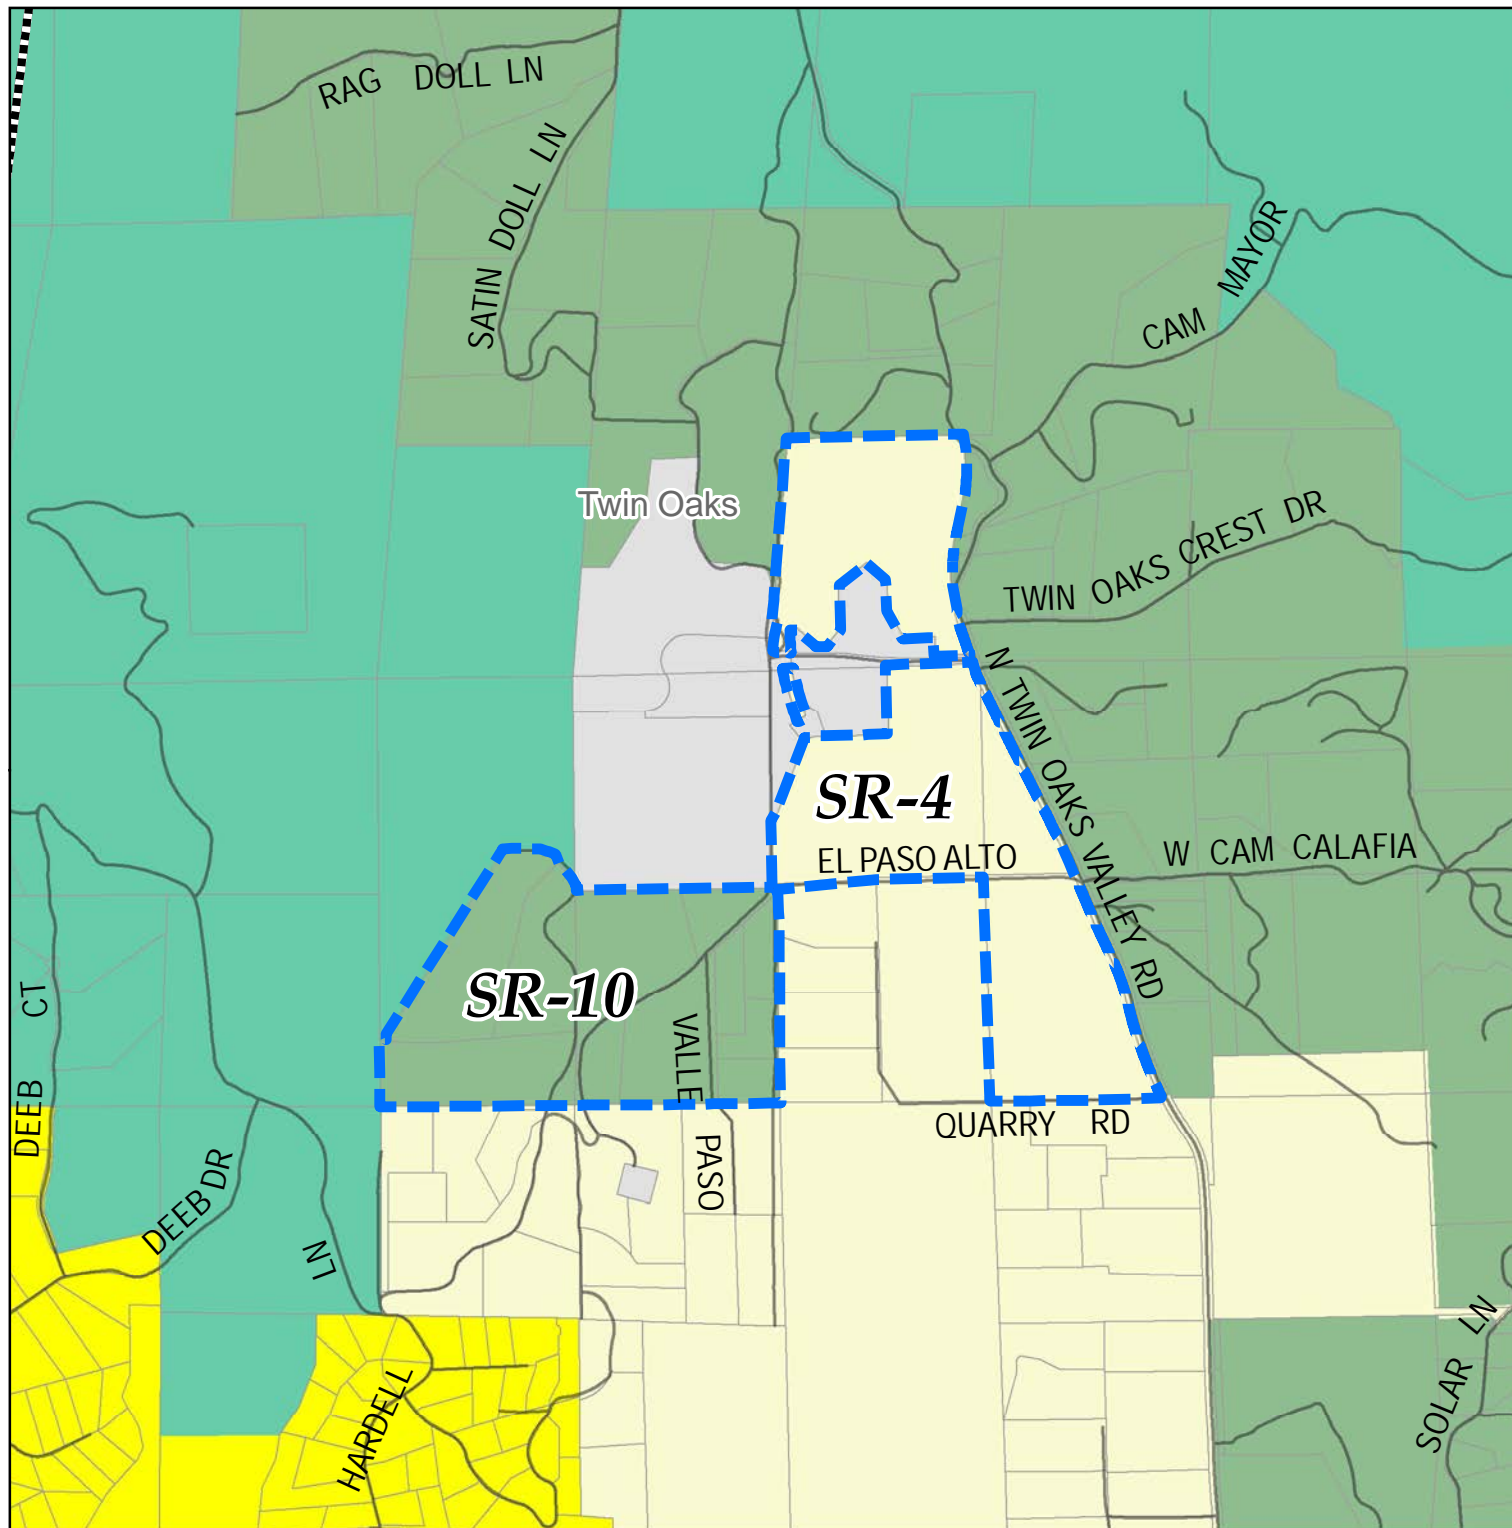 RAG DOLL LN
SATIN DOLL LN
CAM MAYOR
Twin Oaks
TWIN OAKS CREST DR
N TWIN OAKS VALLEY RD
SR-4
EL PASO ALTO
W CAM CALAFIA
SR-10
DEEB CT
VALLE PASO
QUARRY RD
DEEB DR
HARDELL LN
SOLAR LN